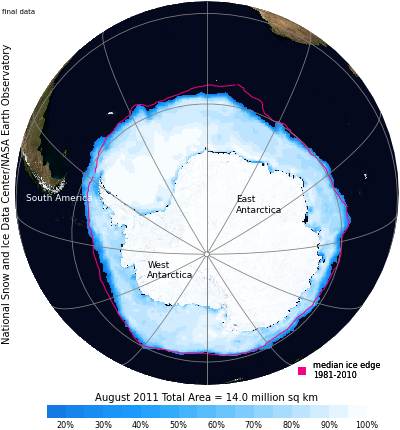 final data
National Snow and Ice Data Center/NASA Earth Observatory
South America
East
Antarctica
West
Antarctica
median ice edge
1981-2010
August 2011 Total Area = 14.0 million sq km
20% 30% 40% 50% 60% 70% 80% 90% 100%